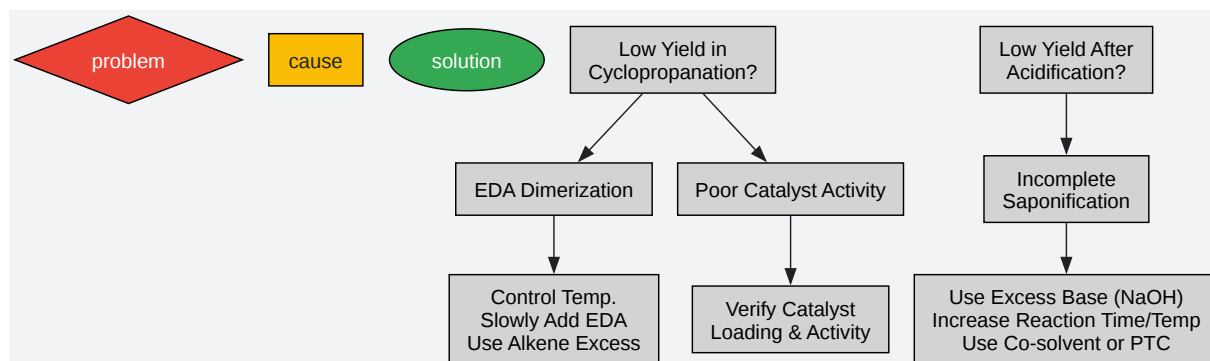 problem
cause
solution
Low Yield in
Cyclopropanation?
Low Yield After
Acidification?
EDA Dimerization
Poor Catalyst Activity
Incomplete
Saponification
Control Temp.
Slowly Add EDA
Use Alkene Excess
Verify Catalyst
Loading & Activity
Use Excess Base (NaOH)
Increase Reaction Time/Temp
Use Co-solvent or PTC